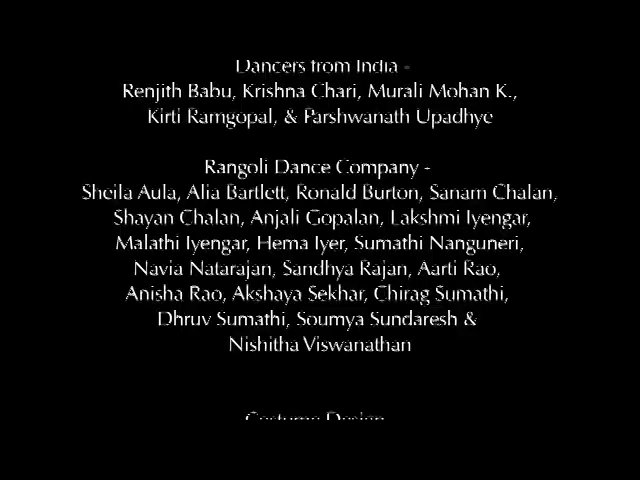 Dancers from India -
Renjith Babu, Krishna Chari, Murali Mohan K.,
Kirti Ramgopal, & Parshwanath Upadhye
Rangoli Dance Company -
Sheila Aula, Alia Bartlett, Ronald Burton, Sanam Chalan,
Shayan Chalan, Anjali Gopalan, Lakshmi Iyengar,
Malathi Iyengar, Hema Iyer, Sumathi Nanguneri,
Navia Natarajan, Sandhya Rajan, Aarti Rao,
Anisha Rao, Akshaya Sekhar, Chirag Sumathi,
Dhruv Sumathi, Soumya Sundaresh &
Nishitha Viswanathan
Costume Design